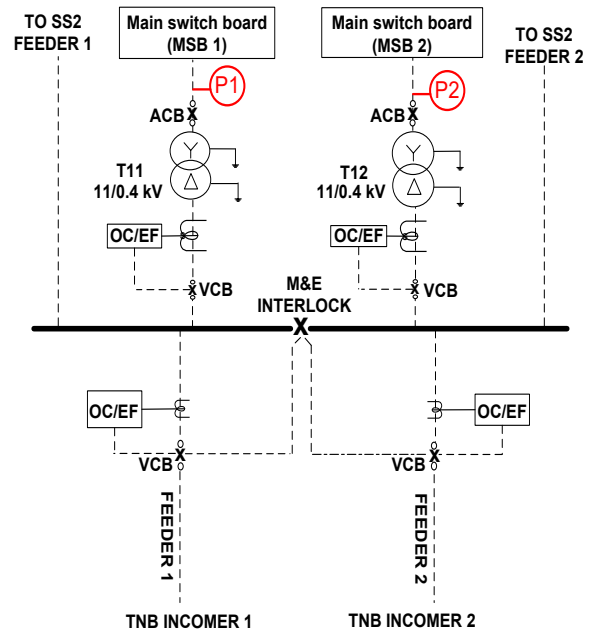 TO SS2
FEEDER 1
Main switch board
(MSB 1)
Main switch board
(MSB 2)
TO SS2
FEEDER 2
P1
P2
ACB X
ACB X
Y
Δ
T11
11/0.4 kV
Y
Δ
T12
11/0.4 kV
OC/EF
OC/EF
X VCB
X VCB
M&E
INTERLOCK
X
OC/EF
OC/EF
VCB X
VCB X
FEEDER 1
FEEDER 2
TNB INCOMER 1
TNB INCOMER 2